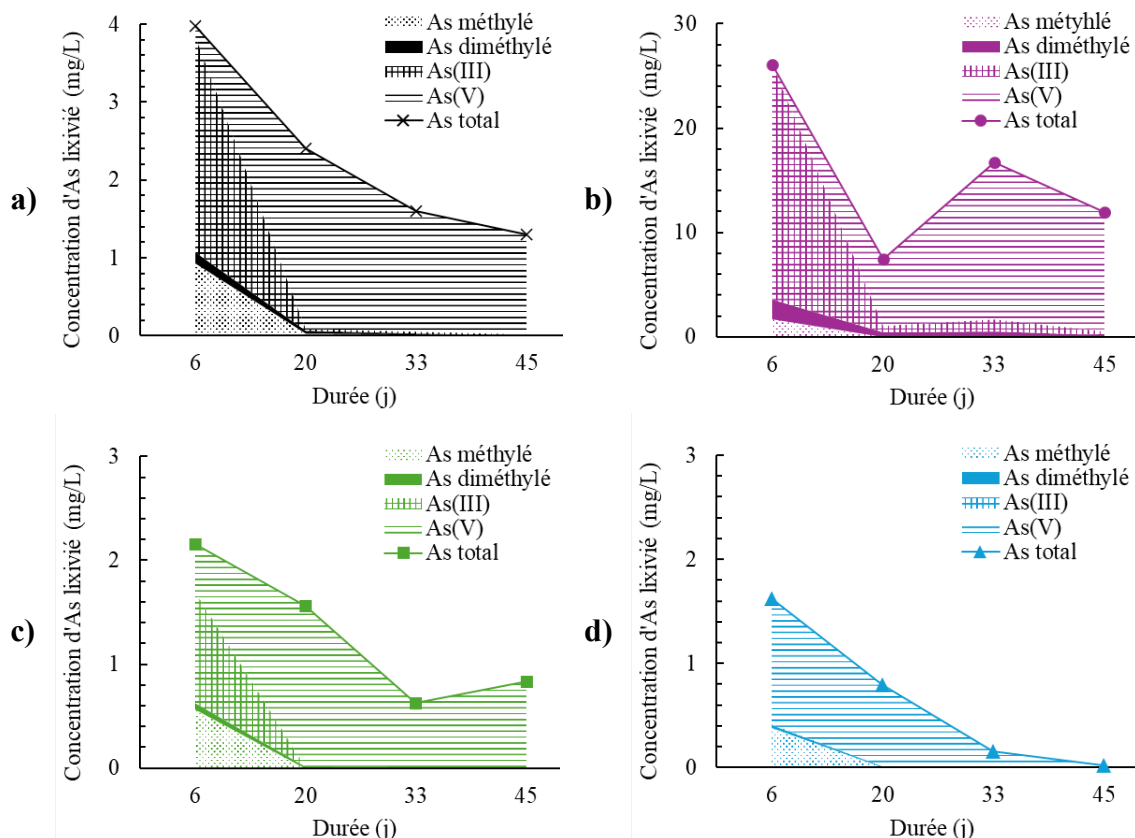 a)
Concentration d'As lixivié (mg/L)
4
3
2
1
0
6 20 33 45
Durée (j)
As méthylé
As diméthylé
As(III)
As(V)
As total
b)
Concentration d'As lixivié (mg/L)
30
20
10
0
6 20 33 45
Durée (j)
As métyhlé
As diméthylé
As(III)
As(V)
As total
c)
Concentration d'As lixivié (mg/L)
3
2
1
0
6 20 33 45
Durée (j)
As méthylé
As diméthylé
As(III)
As(V)
As total
d)
Concentration d'As lixivié (mg/L)
3
2
1
0
6 20 33 45
Durée (j)
As méthylé
As diméthylé
As(III)
As(V)
As total